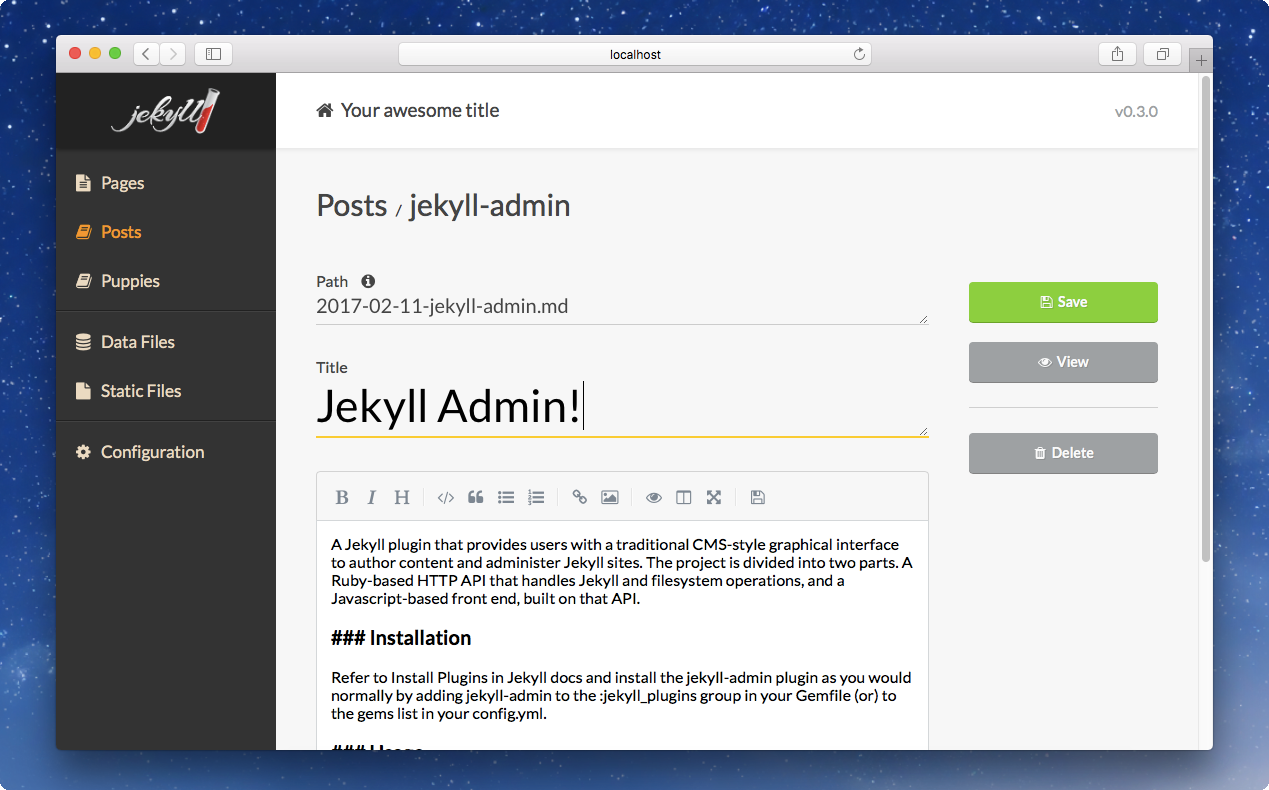 localhost
jekyll
Your awesome title
v0.3.0
Pages
Posts
Puppies
Data Files
Static Files
Configuration
Posts / jekyll-admin
Path
2017-02-11-jekyll-admin.md
Title
Jekyll Admin!
Save
View
Delete
B I H
A Jekyll plugin that provides users with a traditional CMS-style graphical interface
to author content and administer Jekyll sites. The project is divided into two parts. A
Ruby-based HTTP API that handles Jekyll and filesystem operations, and a
Javascript-based front end, built on that API.
### Installation
Refer to Install Plugins in Jekyll docs and install the jekyll-admin plugin as you would
normally by adding jekyll-admin to the :jekyll_plugins group in your Gemfile (or) to
the gems list in your config.yml.
### Usage